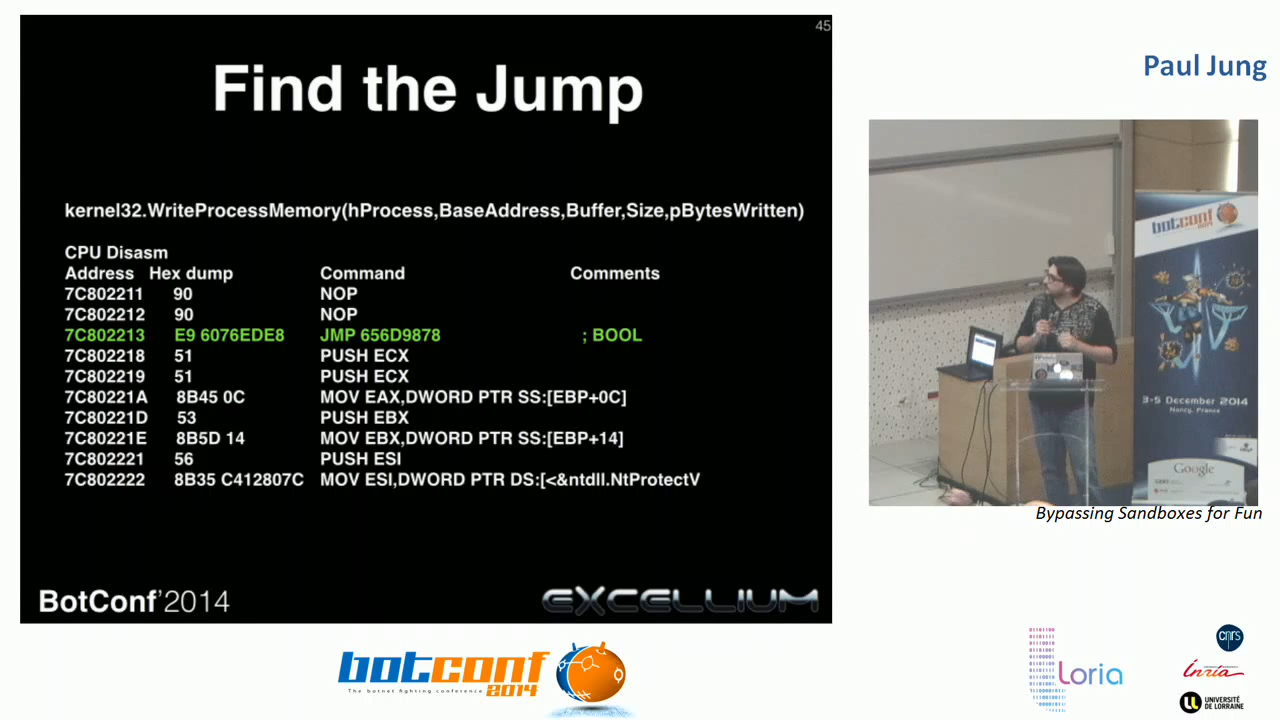 45
Find the Jump
kernel32.WriteProcessMemory(hProcess,BaseAddress,Buffer,Size,pBytesWritten)
CPU Disasm
Address Hex dump Command Comments
7C802211 90 NOP
7C802212 90 NOP
7C802213 E9 6076EDE8 JMP 656D9878 ; BOOL
7C802218 51 PUSH ECX
7C802219 51 PUSH ECX
7C80221A 8B45 0C MOV EAX,DWORD PTR SS:[EBP+0C]
7C80221D 53 PUSH EBX
7C80221E 8B5D 14 MOV EBX,DWORD PTR SS:[EBP+14]
7C802221 56 PUSH ESI
7C802222 8B35 C412807C MOV ESI,DWORD PTR DS:[<&ntdll.NtProtectV
BotConf'2014
EXCELLIUM
Paul Jung
botconf
2014
3-5 December 2014
Nancy, France
Google
Bypassing Sandboxes for Fun
botconf
The botnet fighting conference 2014
Loria
cnrs
Inria
UNIVERSITÉ
DE LORRAINE